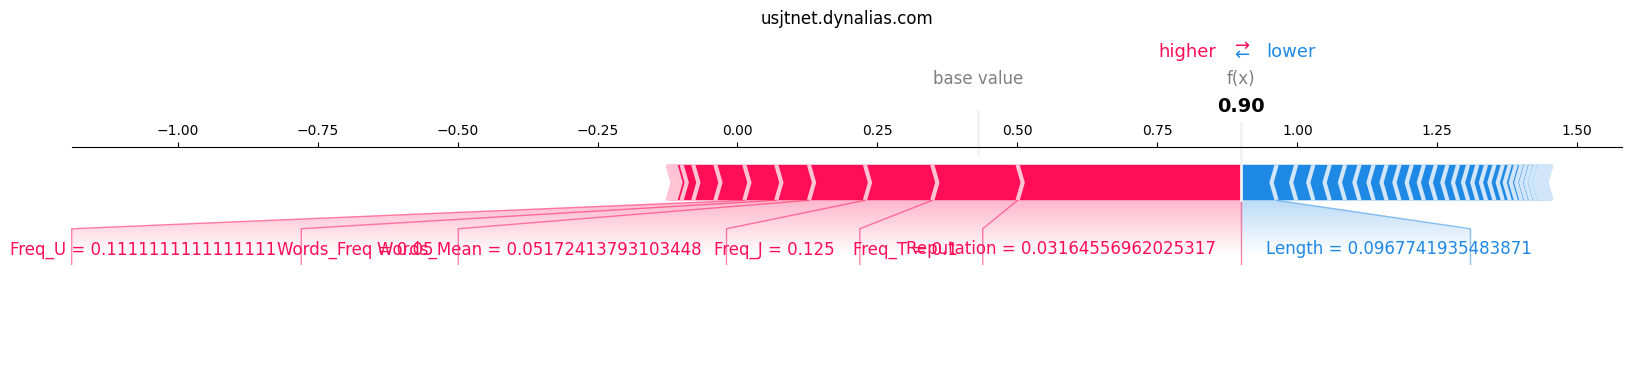 usjtnet.dynalias.com
higher ⇄ lower
base value f(x)
0.90
−1.00 −0.75 −0.50 −0.25 0.00 0.25 0.50 0.75 1.00 1.25 1.50
Freq_U = 0.1111111111111111 Words_Freq = 0.05 Words_Mean = 0.05172413793103448 Freq_J = 0.125 Freq_T = 0.1 Reputation = 0.03164556962025317 Length = 0.0967741935483871